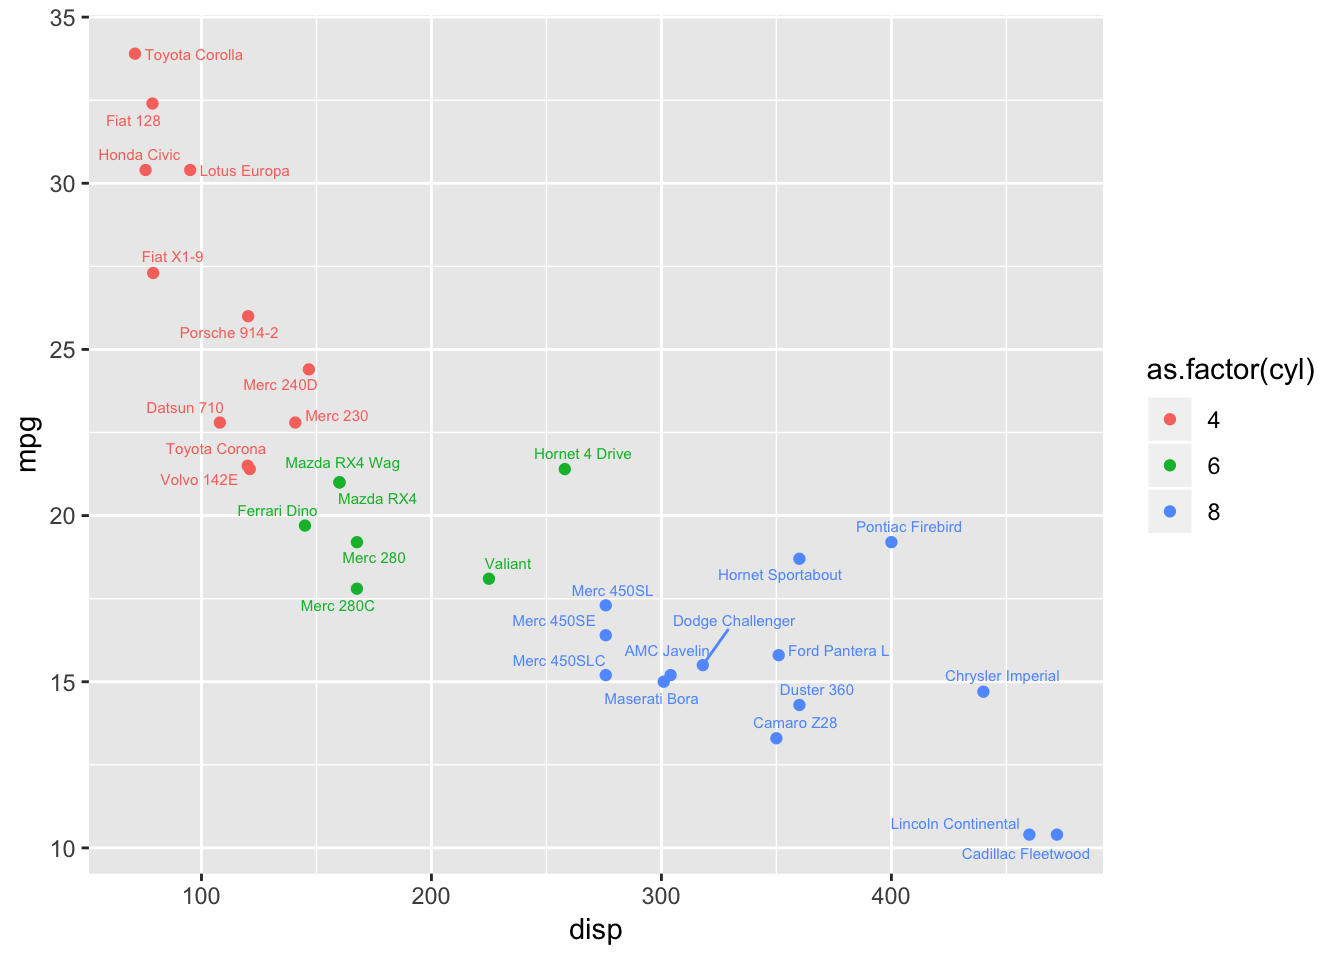 35
Toyota Corolla
Fiat 128
Honda Civic
Lotus Europa
30
Fiat X1-9
Porsche 914-2
25
Merc 240D
Datsun 710
Merc 230
Toyota Corona
Mazda RX4 Wag
Hornet 4 Drive
Volvo 142E
Mazda RX4
Ferrari Dino
20
Pontiac Firebird
Merc 280
Valiant
Hornet Sportabout
Merc 280C
Merc 450SL
Merc 450SE
Dodge Challenger
AMC Javelin
Ford Pantera L
Merc 450SLC
15
Chrysler Imperial
Maserati Bora
Duster 360
Camaro Z28
Lincoln Continental
10
Cadillac Fleetwood
100
200
300
400
disp
mpg
as.factor(cyl)
4
6
8